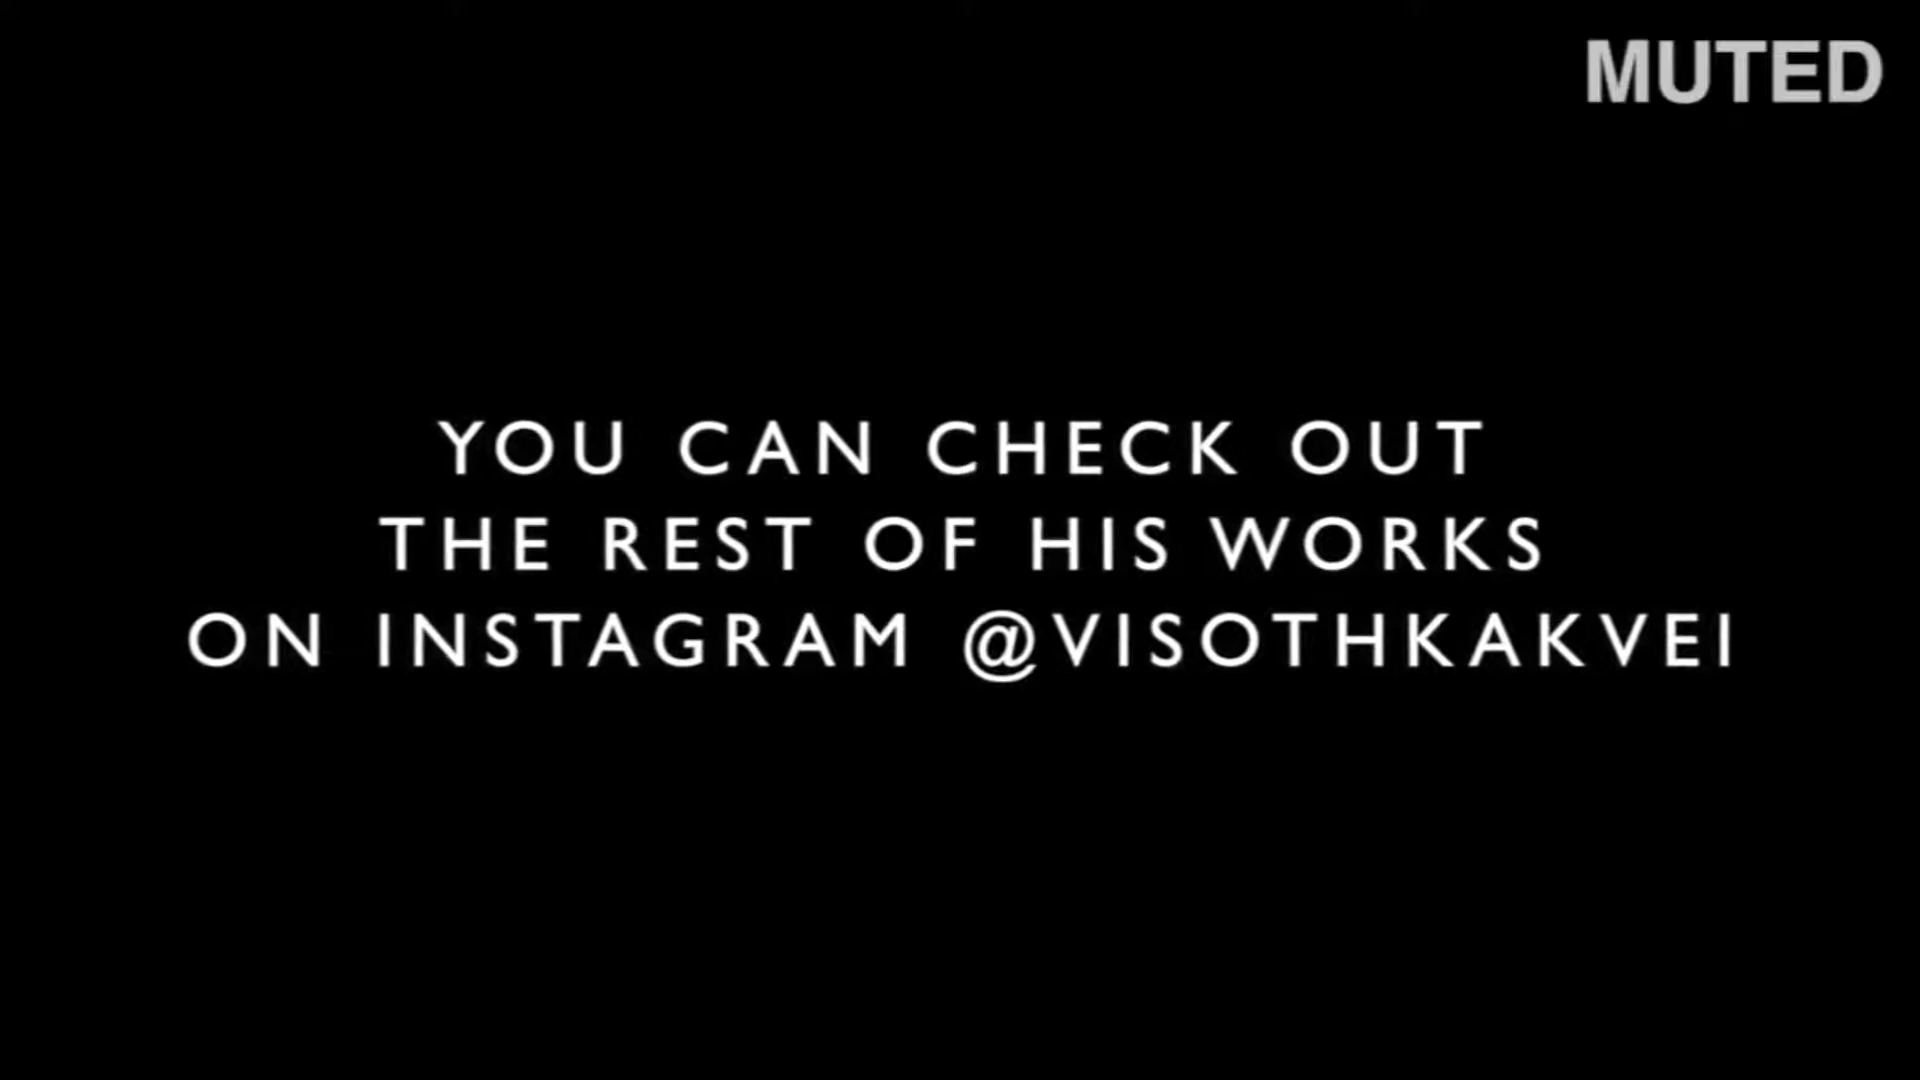 MUTED
YOU CAN CHECK OUT
THE REST OF HIS WORKS
ON INSTAGRAM @VISOTHKAKVEI